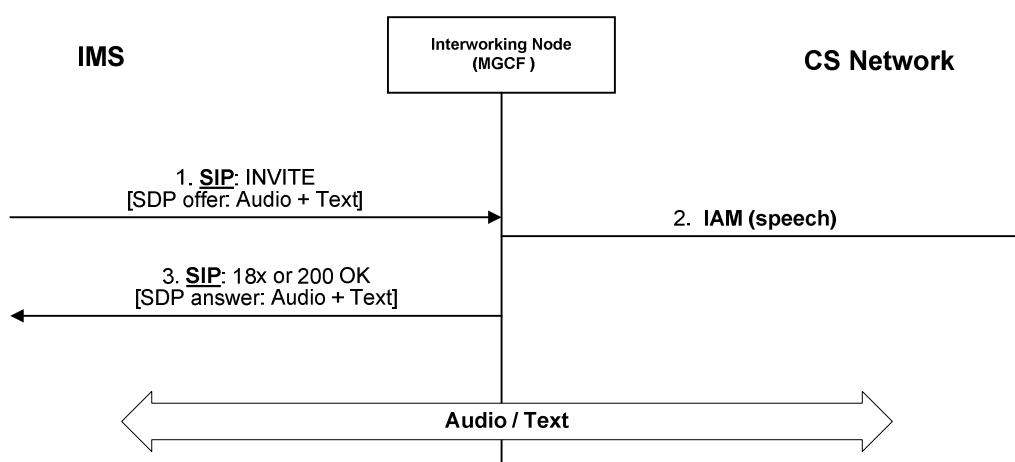 IMS
Interworking Node
(MGCF )
CS Network
1. SIP: INVITE
[SDP offer: Audio + Text]
2. IAM (speech)
3. SIP: 18x or 200 OK
[SDP answer: Audio + Text]
Audio / Text